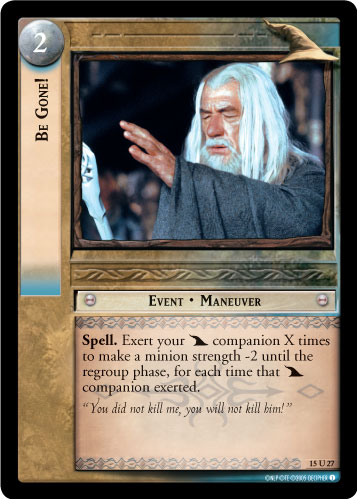 2
BE GONE!
EVENT • MANEUVER
Spell. Exert your companion X times
to make a minion strength -2 until the
regroup phase, for each time that
companion exerted.
“You did not kill me, you will not kill him!”
15 U 27